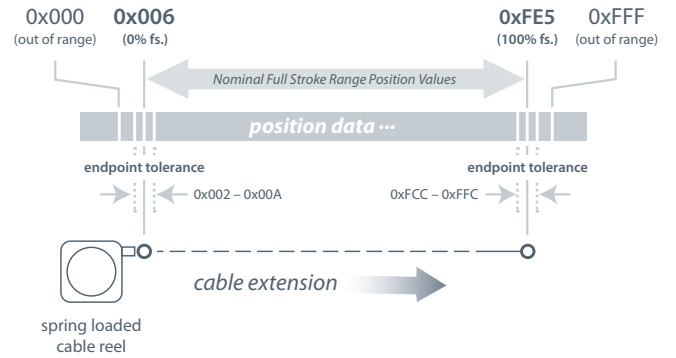 0x000 0x006 0xFE5 0xFFF
(out of range) (0% fs.) (100% fs.) (out of range)
Nominal Full Stroke Range Position Values
position data ···
endpoint tolerance endpoint tolerance
0x002 – 0x00A 0xFCC – 0xFFC
cable extension
spring loaded
cable reel